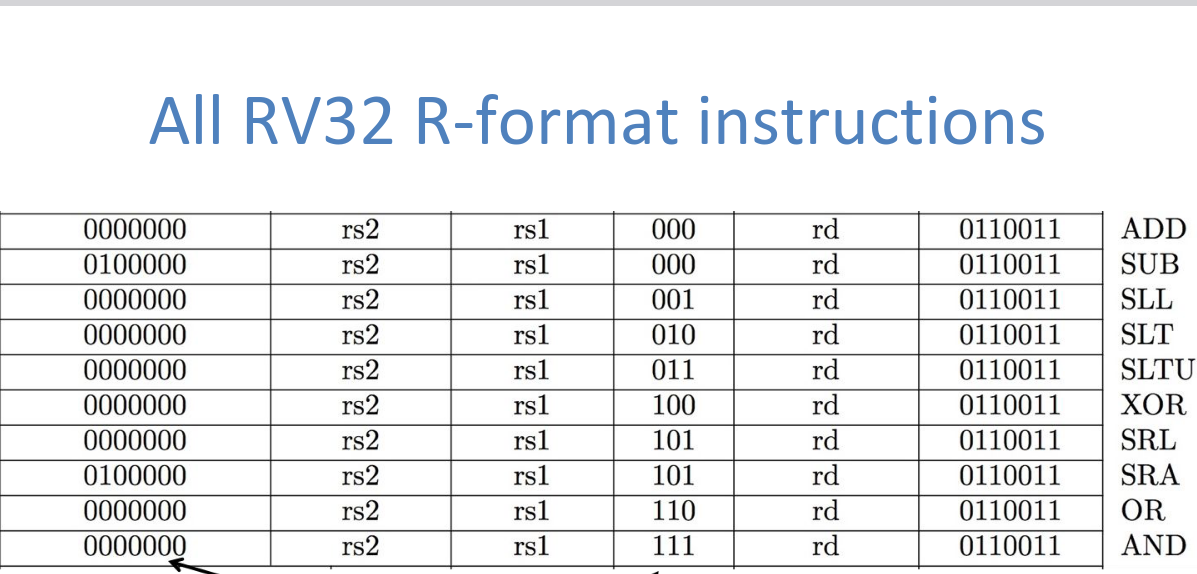 All RV32 R-format instructions
0000000 rs2 rs1 000 rd 0110011 ADD
0100000 rs2 rs1 000 rd 0110011 SUB
0000000 rs2 rs1 001 rd 0110011 SLL
0000000 rs2 rs1 010 rd 0110011 SLT
0000000 rs2 rs1 011 rd 0110011 SLTU
0000000 rs2 rs1 100 rd 0110011 XOR
0000000 rs2 rs1 101 rd 0110011 SRL
0100000 rs2 rs1 101 rd 0110011 SRA
0000000 rs2 rs1 110 rd 0110011 OR
0000000 rs2 rs1 111 rd 0110011 AND